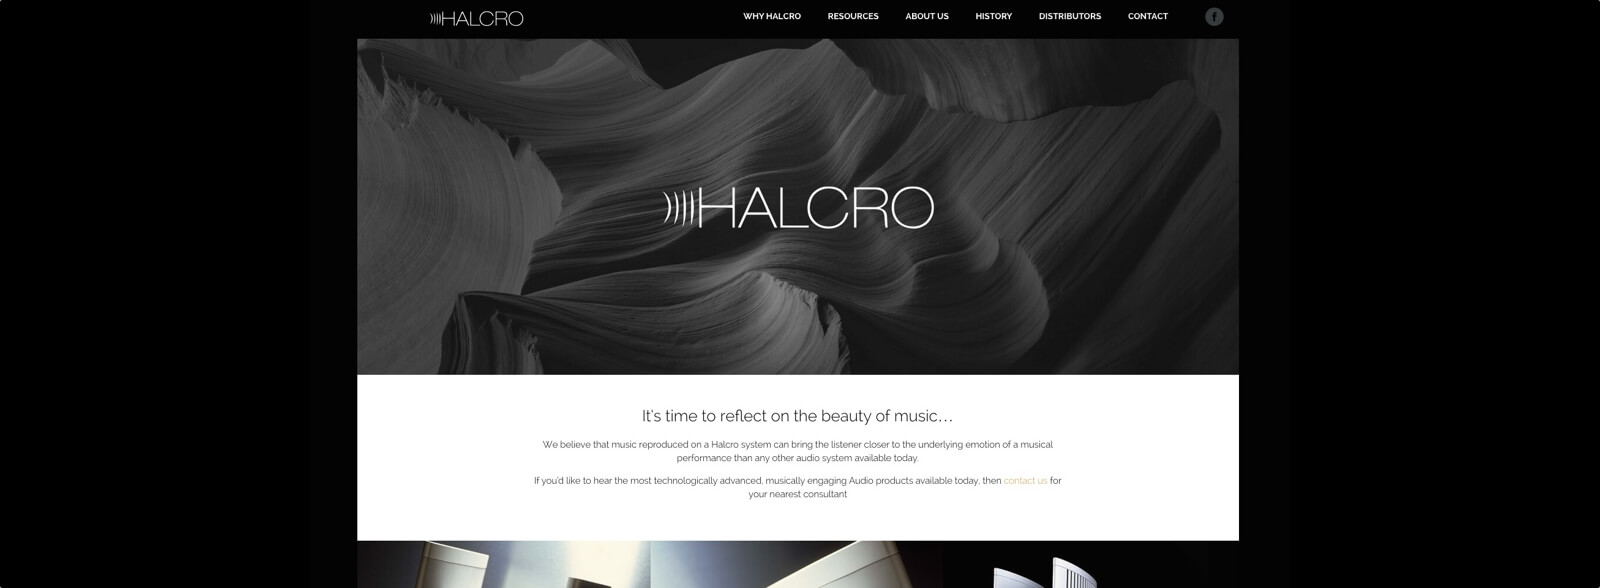 HALCRO
WHY HALCRO RESOURCES ABOUT US HISTORY DISTRIBUTORS CONTACT f
HALCRO
It's time to reflect on the beauty of music…
We believe that music reproduced on a Halcro system can bring the listener closer to the underlying emotion of a musical
performance than any other audio system available today.
If you'd like to hear the most technologically advanced, musically engaging Audio products available today, then contact us for
your nearest consultant